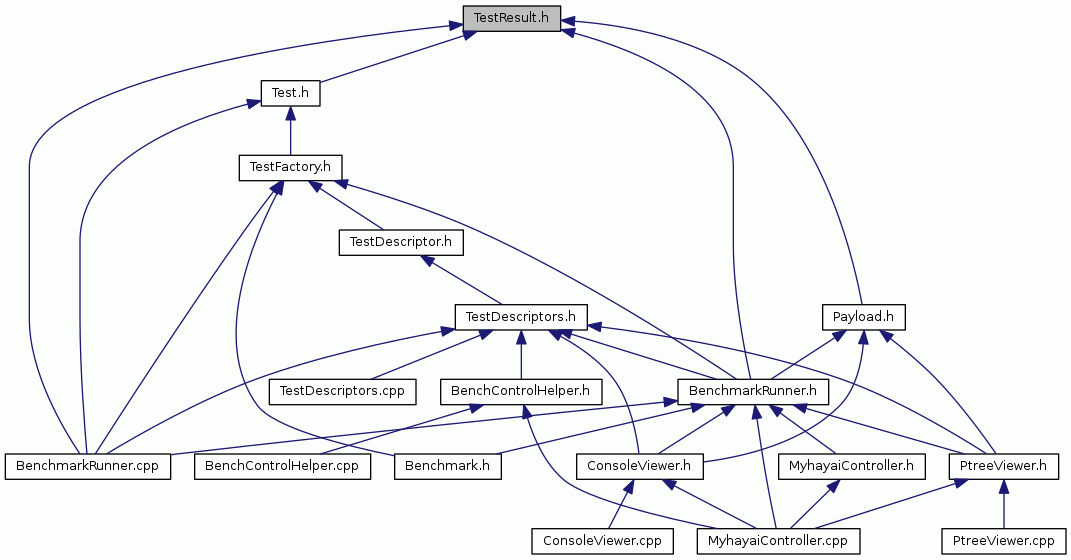 TestResult.h
Test.h
TestFactory.h
TestDescriptor.h
TestDescriptors.h
Payload.h
TestDescriptors.cpp
BenchControlHelper.h
BenchmarkRunner.h
BenchmarkRunner.cpp
BenchControlHelper.cpp
Benchmark.h
ConsoleViewer.h
MyhayaiController.h
PtreeViewer.h
ConsoleViewer.cpp
MyhayaiController.cpp
PtreeViewer.cpp